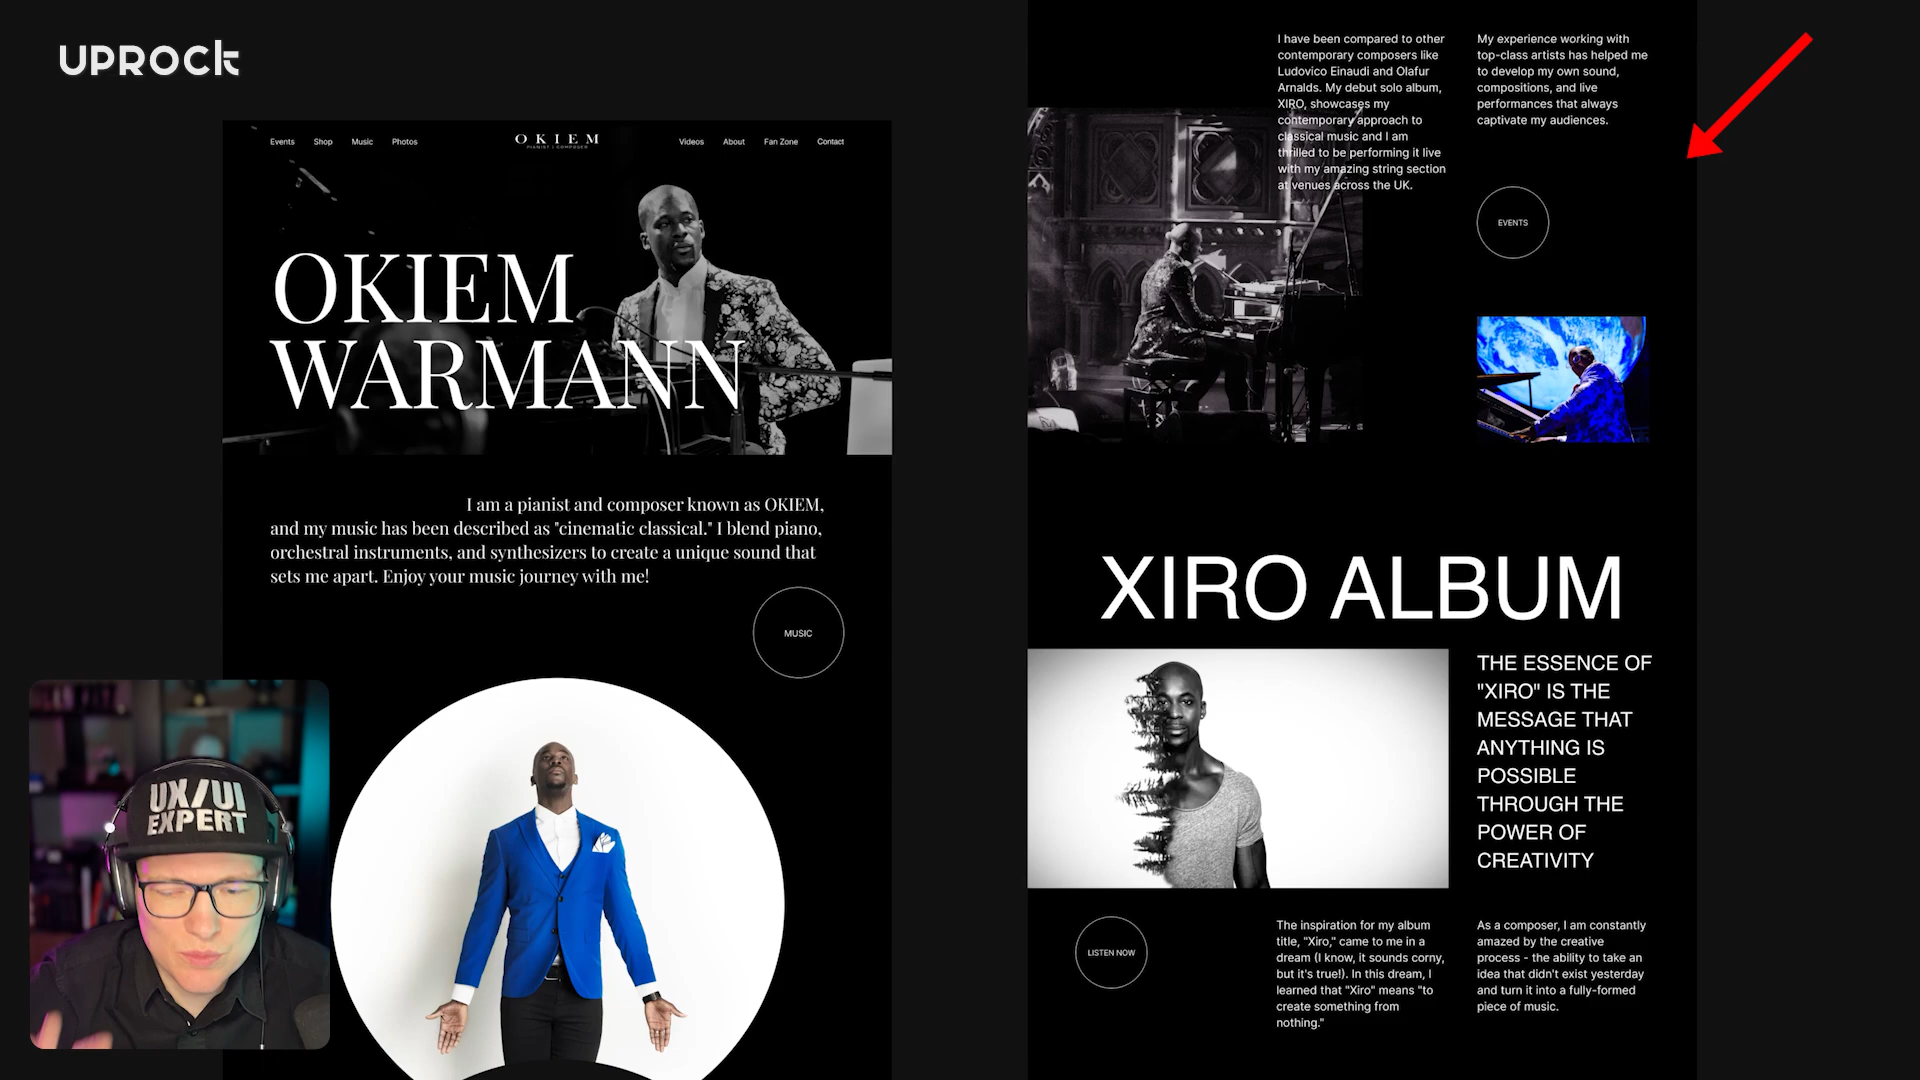 UPROCK
Events Shop Music Photos
OKIEM
PIANIST | COMPOSER
Videos About Fan Zone Contact
OKIEM
WARMANN
I am a pianist and composer known as OKIEM,
and my music has been described as "cinematic classical." I blend piano,
orchestral instruments, and synthesizers to create a unique sound that
sets me apart. Enjoy your music journey with me!
MUSIC
UX/UI
EXPERT
I have been compared to other
contemporary composers like
Ludovico Einaudi and Olafur
Arnalds. My debut solo album,
XIRO, showcases my
contemporary approach to
classical music and I am
thrilled to be performing it live
with my amazing string section
at venues across the UK.
My experience working with
top-class artists has helped me
to develop my own sound,
compositions, and live
performances that always
captivate my audiences.
EVENTS
XIRO ALBUM
THE ESSENCE OF
"XIRO" IS THE
MESSAGE THAT
ANYTHING IS
POSSIBLE
THROUGH THE
POWER OF
CREATIVITY
LISTEN NOW
The inspiration for my album
title, "Xiro," came to me in a
dream (I know, it sounds corny,
but it's true!). In this dream, I
learned that "Xiro" means "to
create something from
nothing."
As a composer, I am constantly
amazed by the creative
process - the ability to take an
idea that didn't exist yesterday
and turn it into a fully-formed
piece of music.